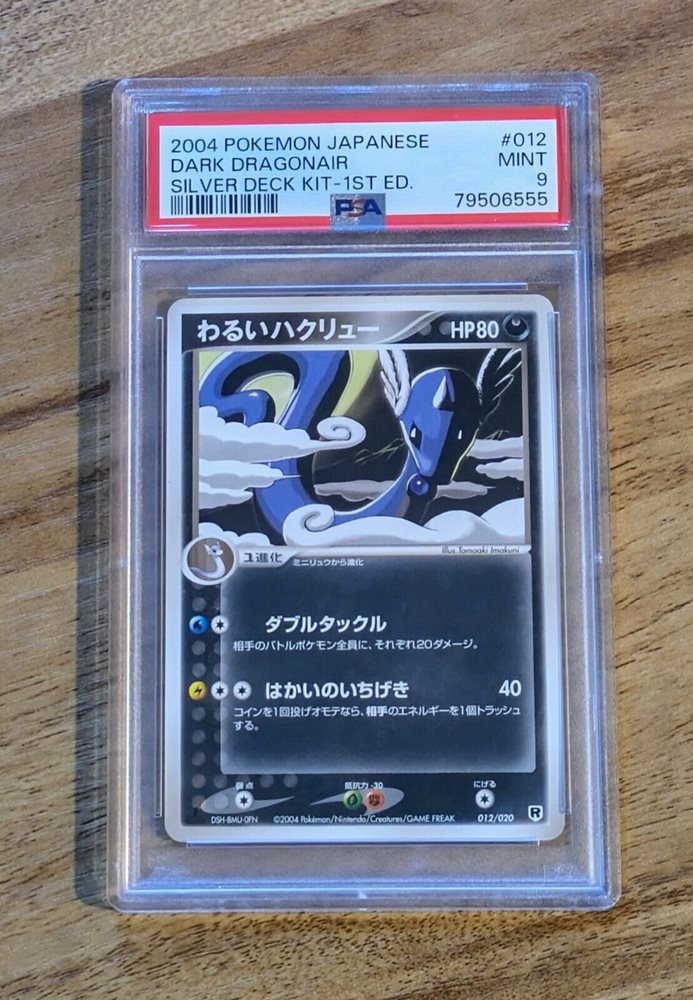 2004 POKEMON JAPANESE #012
DARK DRAGONAIR MINT
SILVER DECK KIT-1ST ED. 9
PSA 79506555
わるいハクリュー HP80
Illus. Tomoaki Imakuni
1進化 ミニリュウから進化
ダブルタックル
相手のバトルポケモン全員に、それぞれ20ダメージ。
はかいのいちげき 40
コインを1回投げオモテなら、相手のエネルギーを1個トラッシュ
する。
弱点 抵抗力 -30 にげる
DSH-BMU-0FN ©2004 Pokémon/Nintendo/Creatures/GAME FREAK 012/020 R